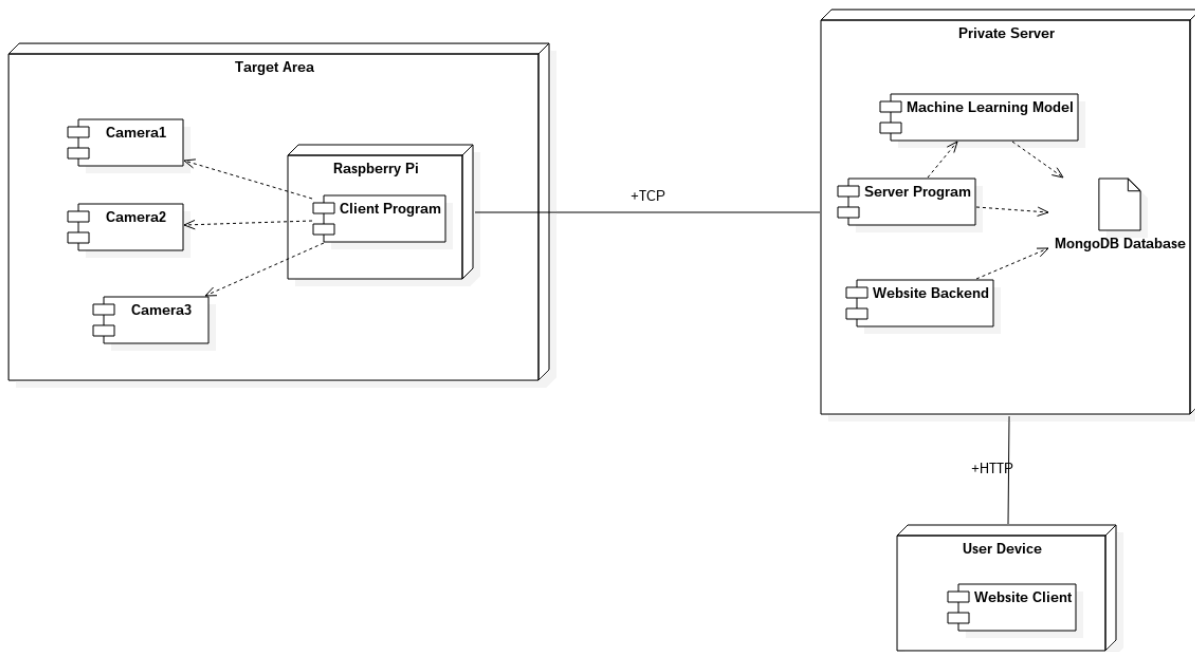 Target Area
Camera1
Camera2
Camera3
Raspberry Pi
Client Program
+TCP
Private Server
Machine Learning Model
Server Program
MongoDB Database
Website Backend
+HTTP
User Device
Website Client